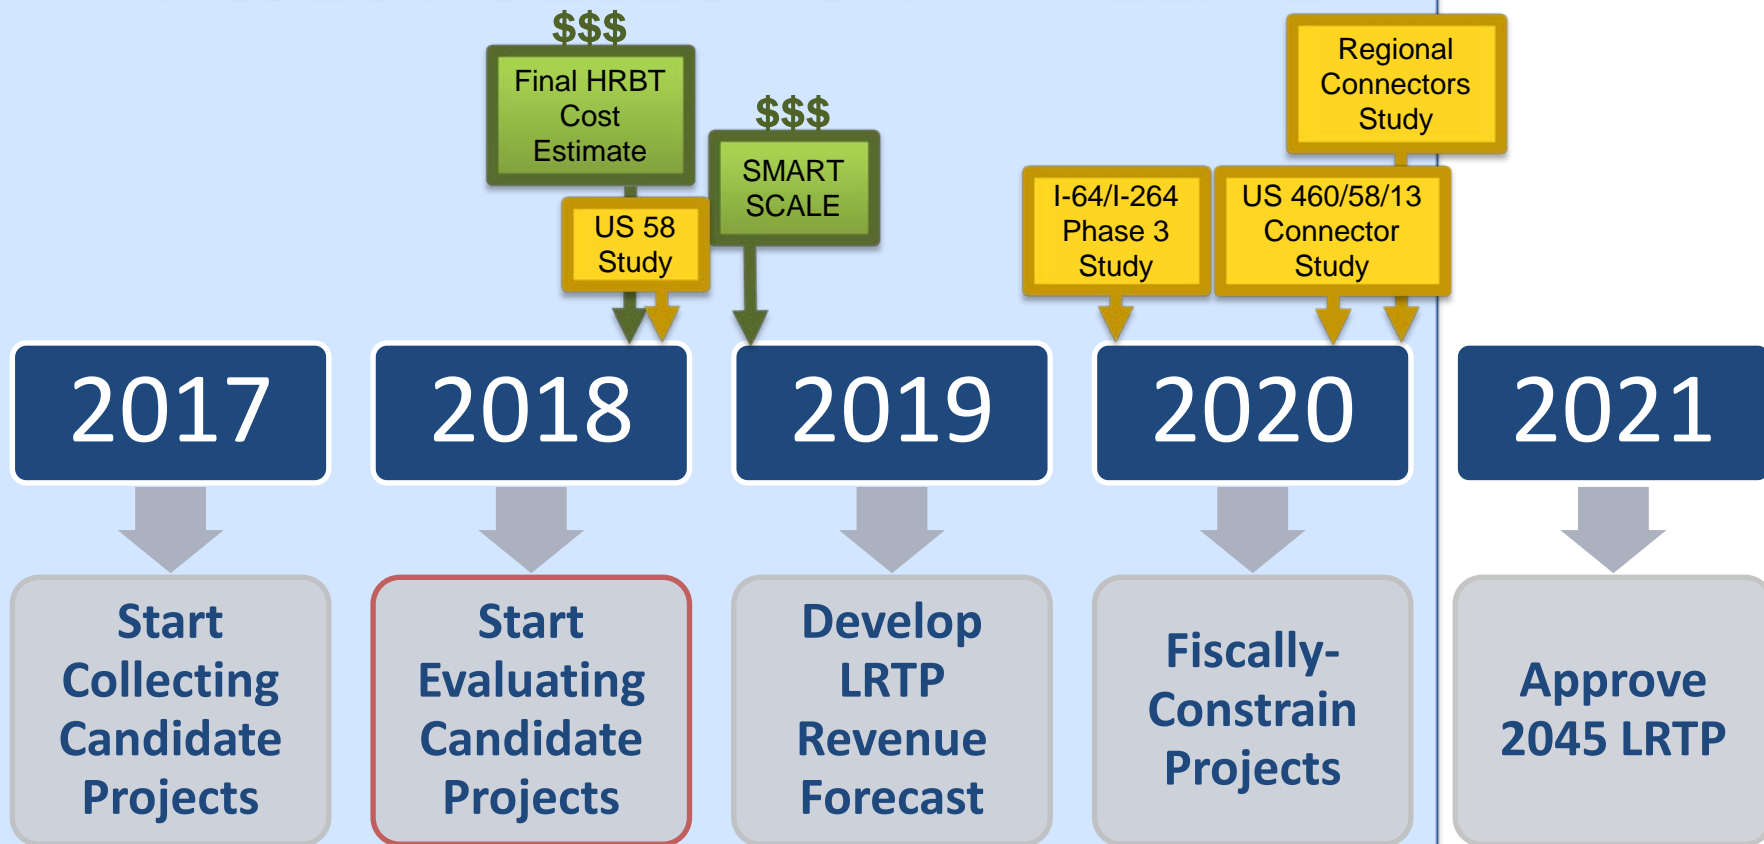 $$$
Final HRBT
Cost
Estimate
US 58
Study
$$$
SMART
SCALE
Regional
Connectors
Study
I-64/I-264
Phase 3
Study
US 460/58/13
Connector
Study
2017
2018
2019
2020
2021
Start
Collecting
Candidate
Projects
Start
Evaluating
Candidate
Projects
Develop
LRTP
Revenue
Forecast
Fiscally-
Constrain
Projects
Approve
2045 LRTP